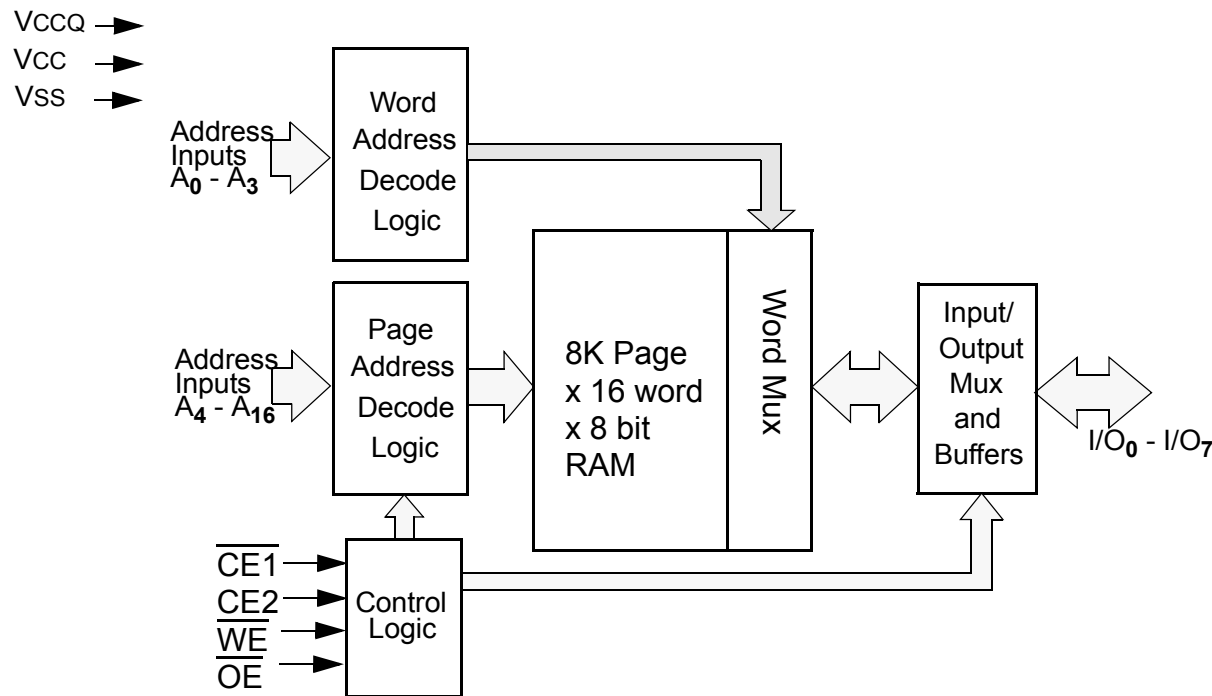 VCCQ
VCC
VSS
Address
Inputs
A0 - A3
Word
Address
Decode
Logic
Address
Inputs
A4 - A16
Page
Address
Decode
Logic
8K Page
x 16 word
x 8 bit
RAM
Word Mux
Input/
Output
Mux
and
Buffers
I/O0 - I/O7
CE1
CE2
WE
OE
Control
Logic